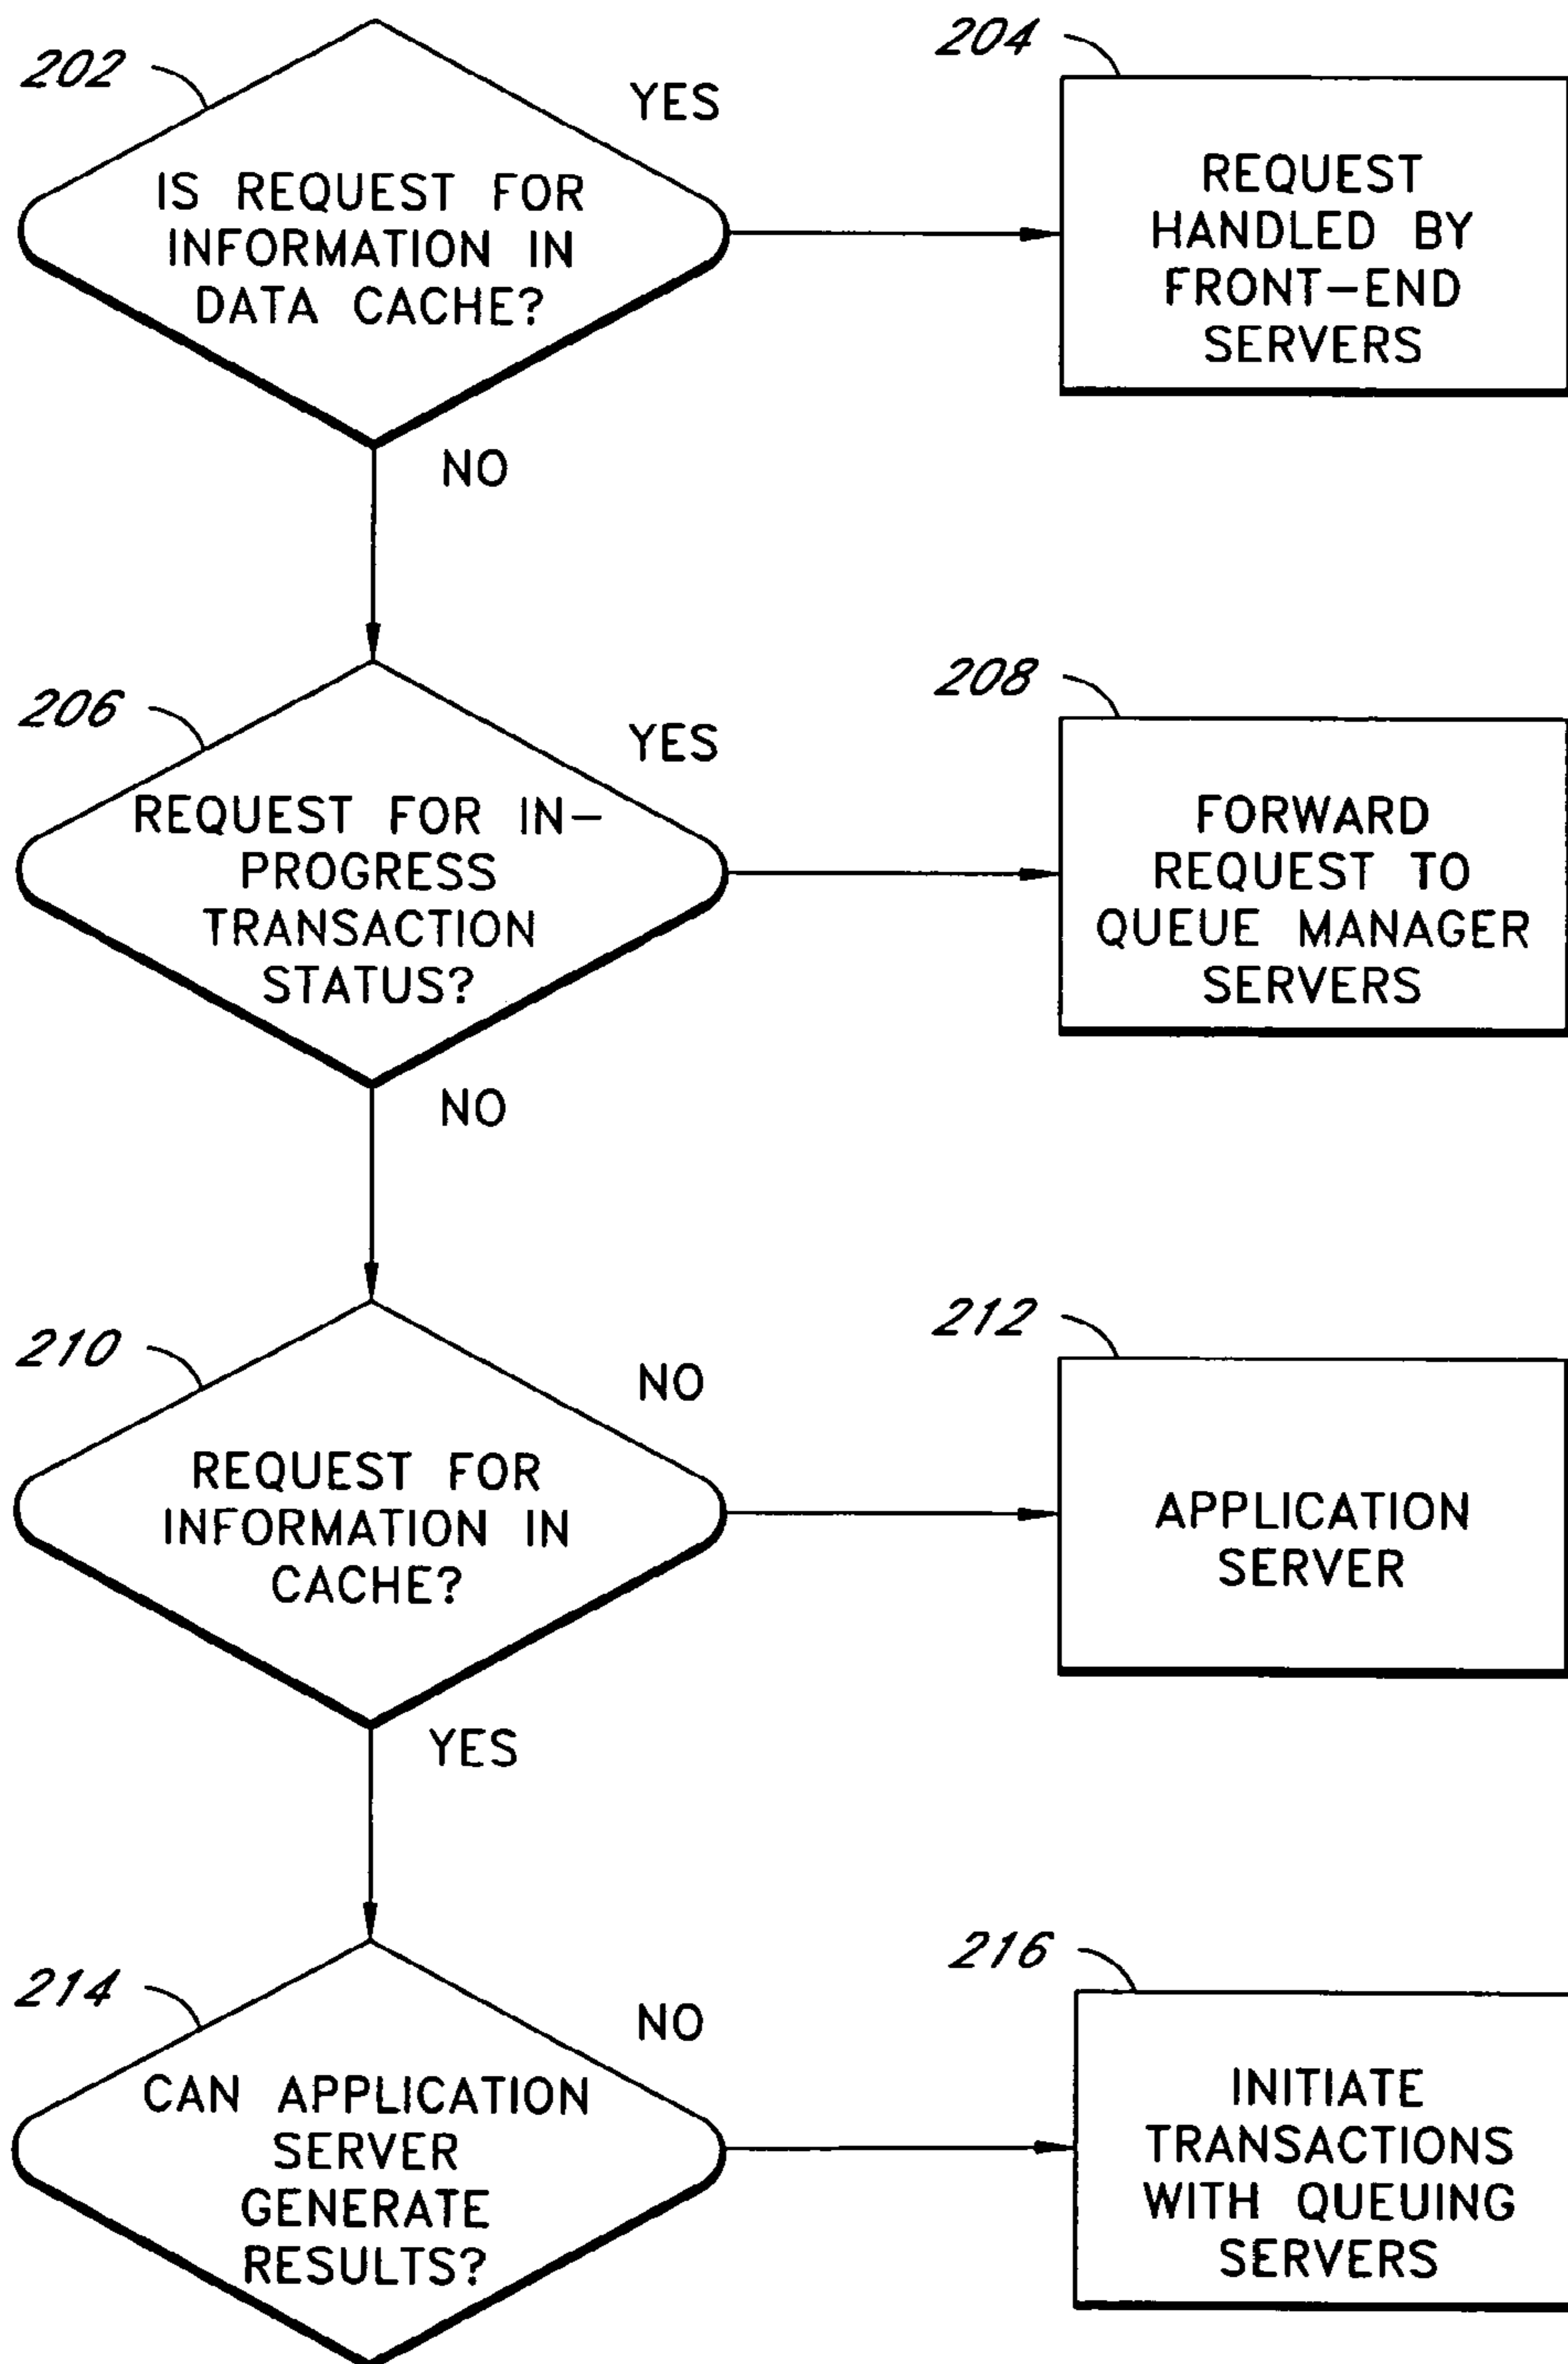 202
YES
IS REQUEST FOR
INFORMATION IN
DATA CACHE?
NO
204
REQUEST
HANDLED BY
FRONT-END
SERVERS
206
YES
REQUEST FOR IN-
PROGRESS
TRANSACTION
STATUS?
NO
208
FORWARD
REQUEST TO
QUEUE MANAGER
SERVERS
210
NO
REQUEST FOR
INFORMATION IN
CACHE?
YES
212
APPLICATION
SERVER
214
NO
CAN APPLICATION
SERVER
GENERATE
RESULTS?
216
INITIATE
TRANSACTIONS
WITH QUEUING
SERVERS